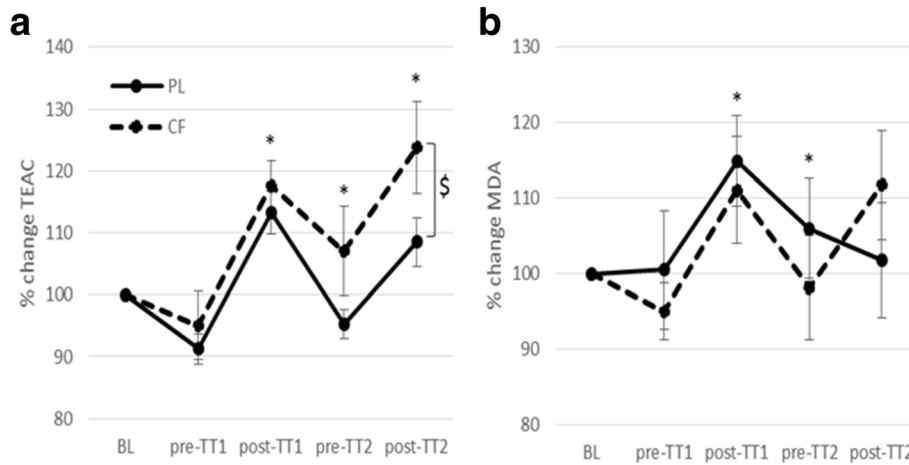 a
% change TEAC
140
130
120
110
100
90
80
PL
CF
*
*
*
$
BL pre-TT1 post-TT1 pre-TT2 post-TT2
b
% change MDA
130
120
110
100
90
80
*
*
BL pre-TT1 post-TT1 pre-TT2 post-TT2